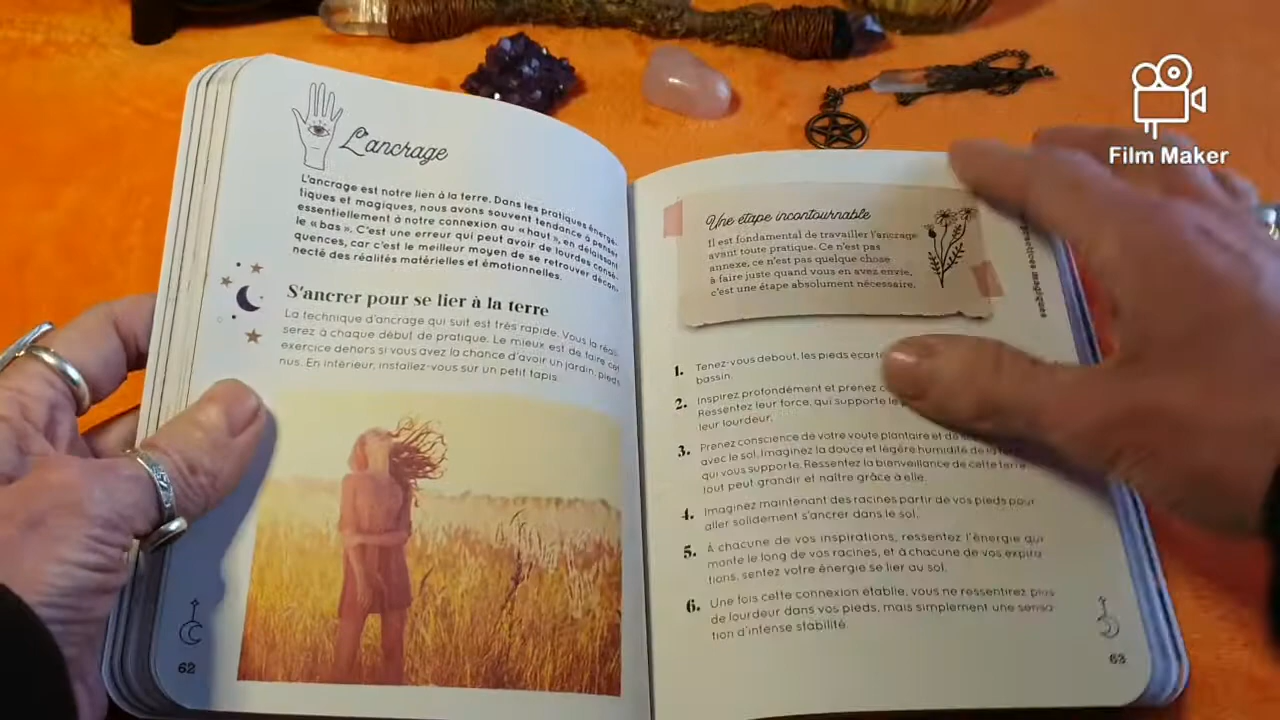 L'ancrage
L'ancrage est notre lien à la terre. Dans les pratiques énergé-
tiques et magiques, nous avons souvent tendance à penser
essentiellement à notre connexion au « haut », en délaissant
le « bas ». C'est une erreur qui peut avoir de lourdes consé-
quences, car c'est le meilleur moyen de se retrouver décon-
necté des réalités matérielles et émotionnelles.
S'ancrer pour se lier à la terre
La technique d'ancrage qui suit est très rapide. Vous la réali-
serez à chaque début de pratique. Le mieux est de faire cet
exercice dehors si vous avez la chance d'avoir un jardin, pieds
nus. En intérieur, installez-vous sur un petit tapis.
62
Une étape incontournable
Il est fondamental de travailler l'ancrage
avant toute pratique. Ce n'est pas
annexe, ce n'est pas quelque chose
à faire juste quand vous en avez envie,
c'est une étape absolument nécessaire.
magiques
1. Tenez-vous debout, les pieds écart
bassin.
2. Inspirez profondément et prenez
Ressentez leur force, qui supporte le
leur lourdeur.
3. Prenez conscience de votre voute plantaire et de
avec le sol. Imaginez la douce et légère humidité de la
qui vous supporte. Ressentez la bienveillance de cette terre
tout peut grandir et naître grâce à elle.
4. Imaginez maintenant des racines partir de vos pieds pour
aller solidement s'ancrer dans le sol.
5. À chacune de vos inspirations, ressentez l'énergie qui
monte le long de vos racines, et à chacune de vos expira
tions, sentez votre énergie se lier au sol.
6. Une fois cette connexion établie, vous ne ressentirez plus
de lourdeur dans vos pieds, mais simplement une sensa
tion d'intense stabilité.
63
Film Maker